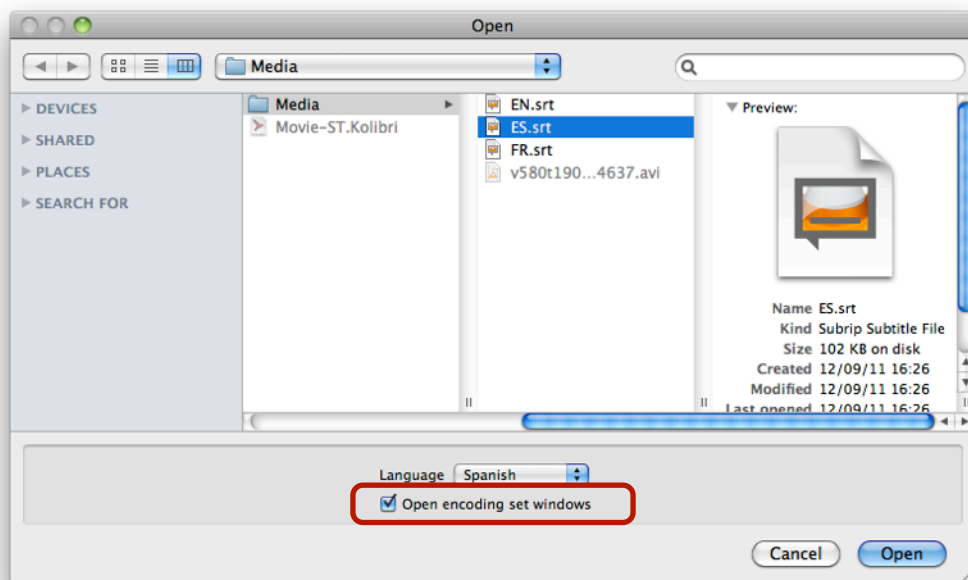 Open
Media
DEVICES
SHARED
PLACES
SEARCH FOR
Media
Movie-ST.Kolibri
EN.srt
ES.srt
FR.srt
v580t190...4637.avi
Preview:
Name ES.srt
Kind Subrip Subtitle File
Size 102 KB on disk
Created 12/09/11 16:26
Modified 12/09/11 16:26
Last opened 12/09/11 16:26
Language Spanish
Open encoding set windows
Cancel Open